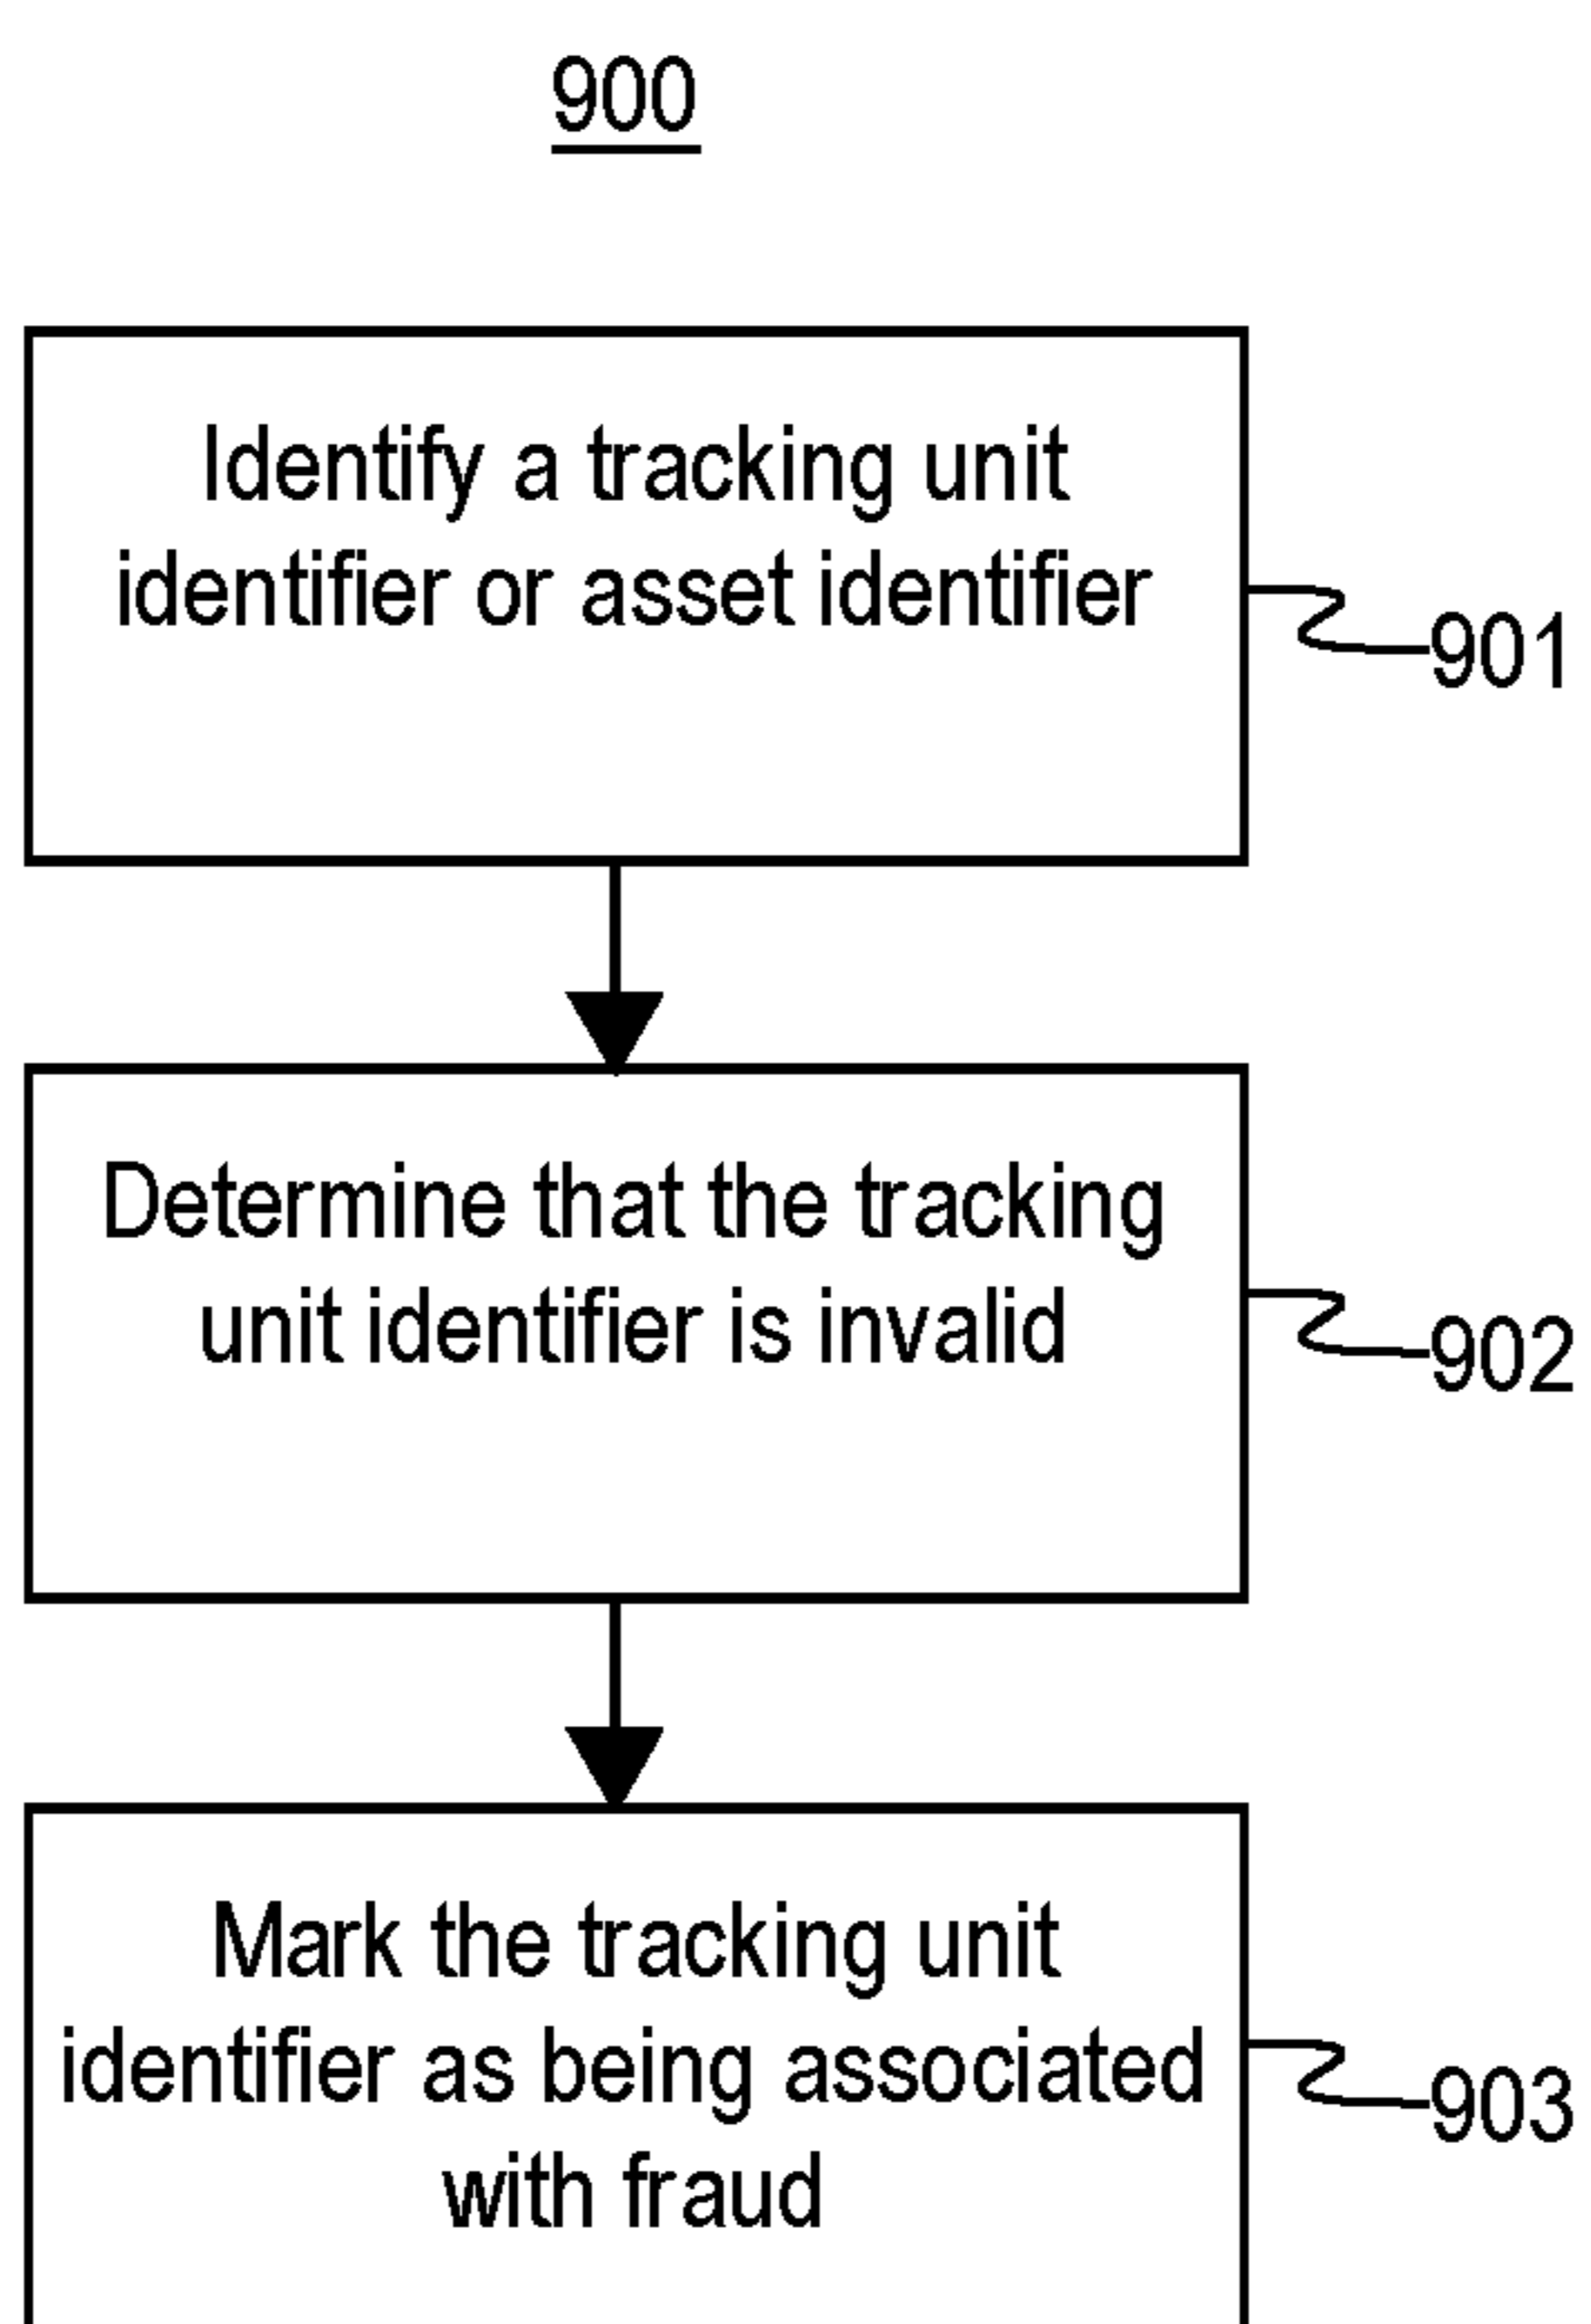 900
Identify a tracking unit
identifier or asset identifier
901
Determine that the tracking
unit identifier is invalid
902
Mark the tracking unit
identifier as being associated
with fraud
903